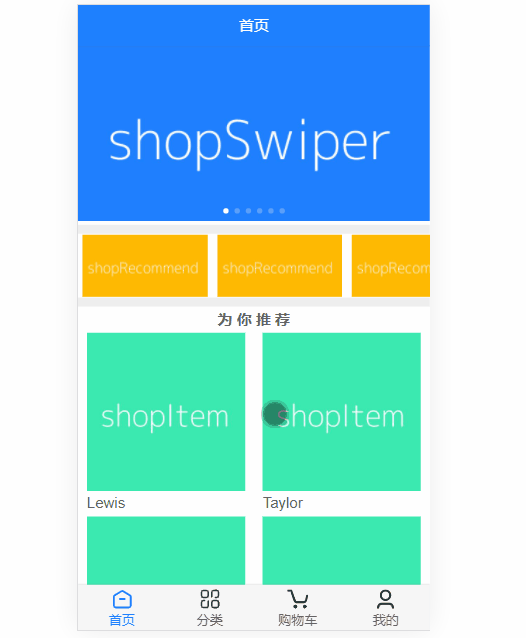 首页
shopSwiper
shopRecommend shopRecommend shopRecom
为你推荐
shopItem shopItem
Lewis Taylor
首页 分类 购物车 我的